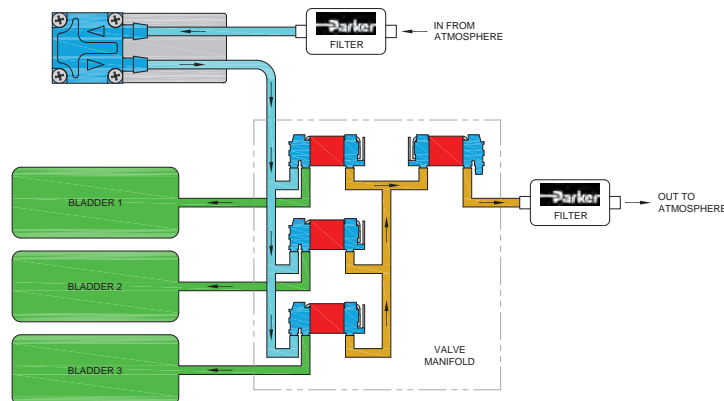 Parker
FILTER
IN FROM
ATMOSPHERE
BLADDER 1
Parker
FILTER
OUT TO
ATMOSPHERE
BLADDER 2
VALVE
MANIFOLD
BLADDER 3